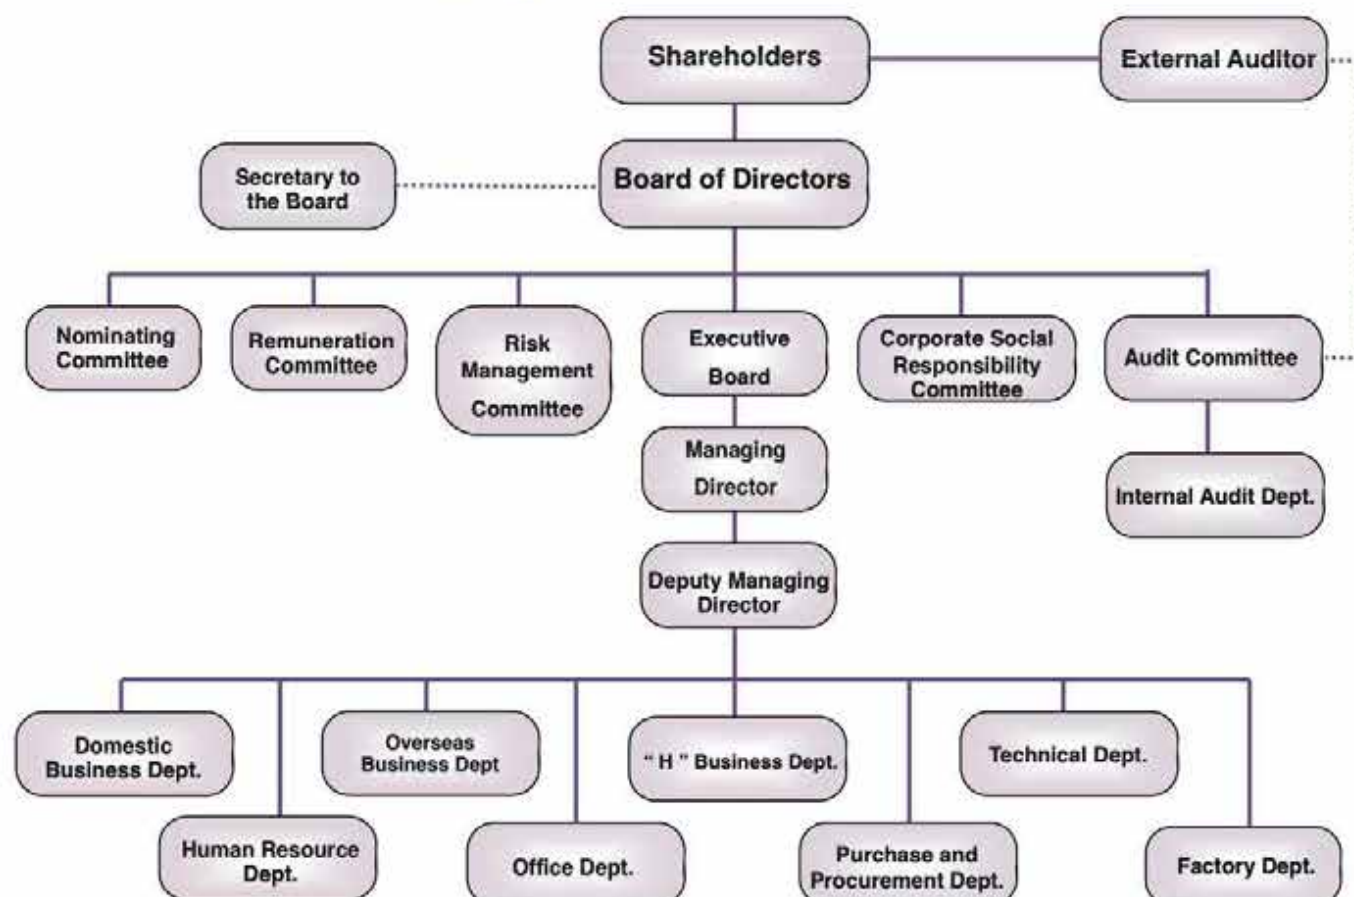 Shareholders
External Auditor
Secretary to
the Board
Board of Directors
Nominating
Committee
Remuneration
Committee
Risk
Management
Committee
Executive
Board
Corporate Social
Responsibility
Committee
Audit Committee
Managing
Director
Internal Audit Dept.
Deputy Managing
Director
Domestic
Business Dept.
Overseas
Business Dept
“ H ” Business Dept.
Technical Dept.
Human Resource
Dept.
Office Dept.
Purchase and
Procurement Dept.
Factory Dept.